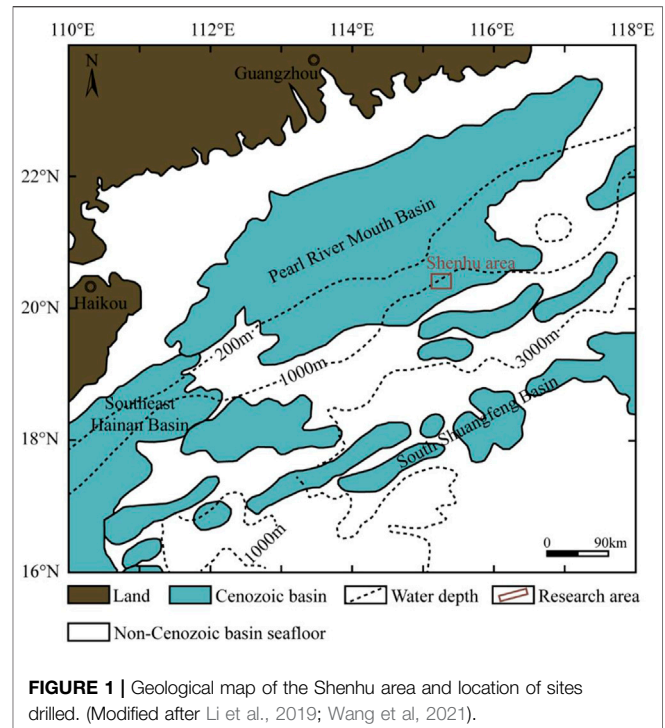 110°E
112°E
114°E
116°E
118°E
N
Guangzhou
22°N
Pearl River Mouth Basin
Shenhu area
20°N
Haikou
200m
1000m
3000m
Southeast
Hainan Basin
18°N
South Shuangfeng Basin
1000m
0 90km
16°N
Land
Cenozoic basin
Water depth
Research area
Non-Cenozoic basin seafloor
FIGURE 1 | Geological map of the Shenhu area and location of sites
drilled. (Modified after Li et al., 2019; Wang et al, 2021).